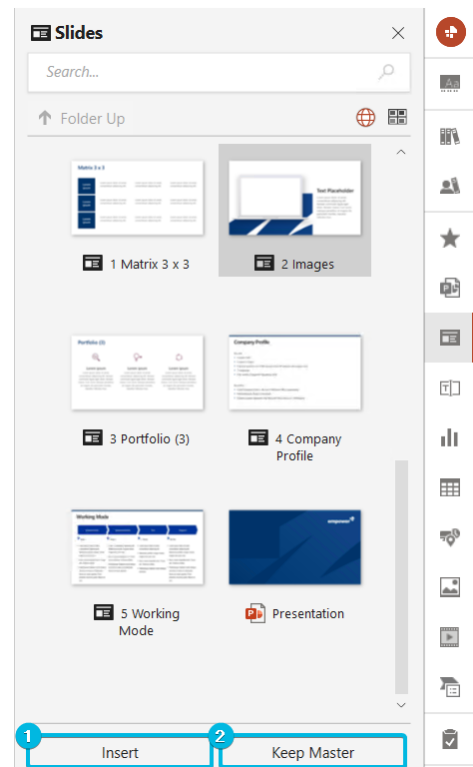 Slides
Search...
Folder Up
Matrix 3 x 3
1 Matrix 3 x 3
Text Placeholder
2 Images
Portfolio (3)
3 Portfolio (3)
Company Profile
4 Company
Profile
Working Mode
5 Working
Mode
empower
Presentation
1
2
Insert
Keep Master